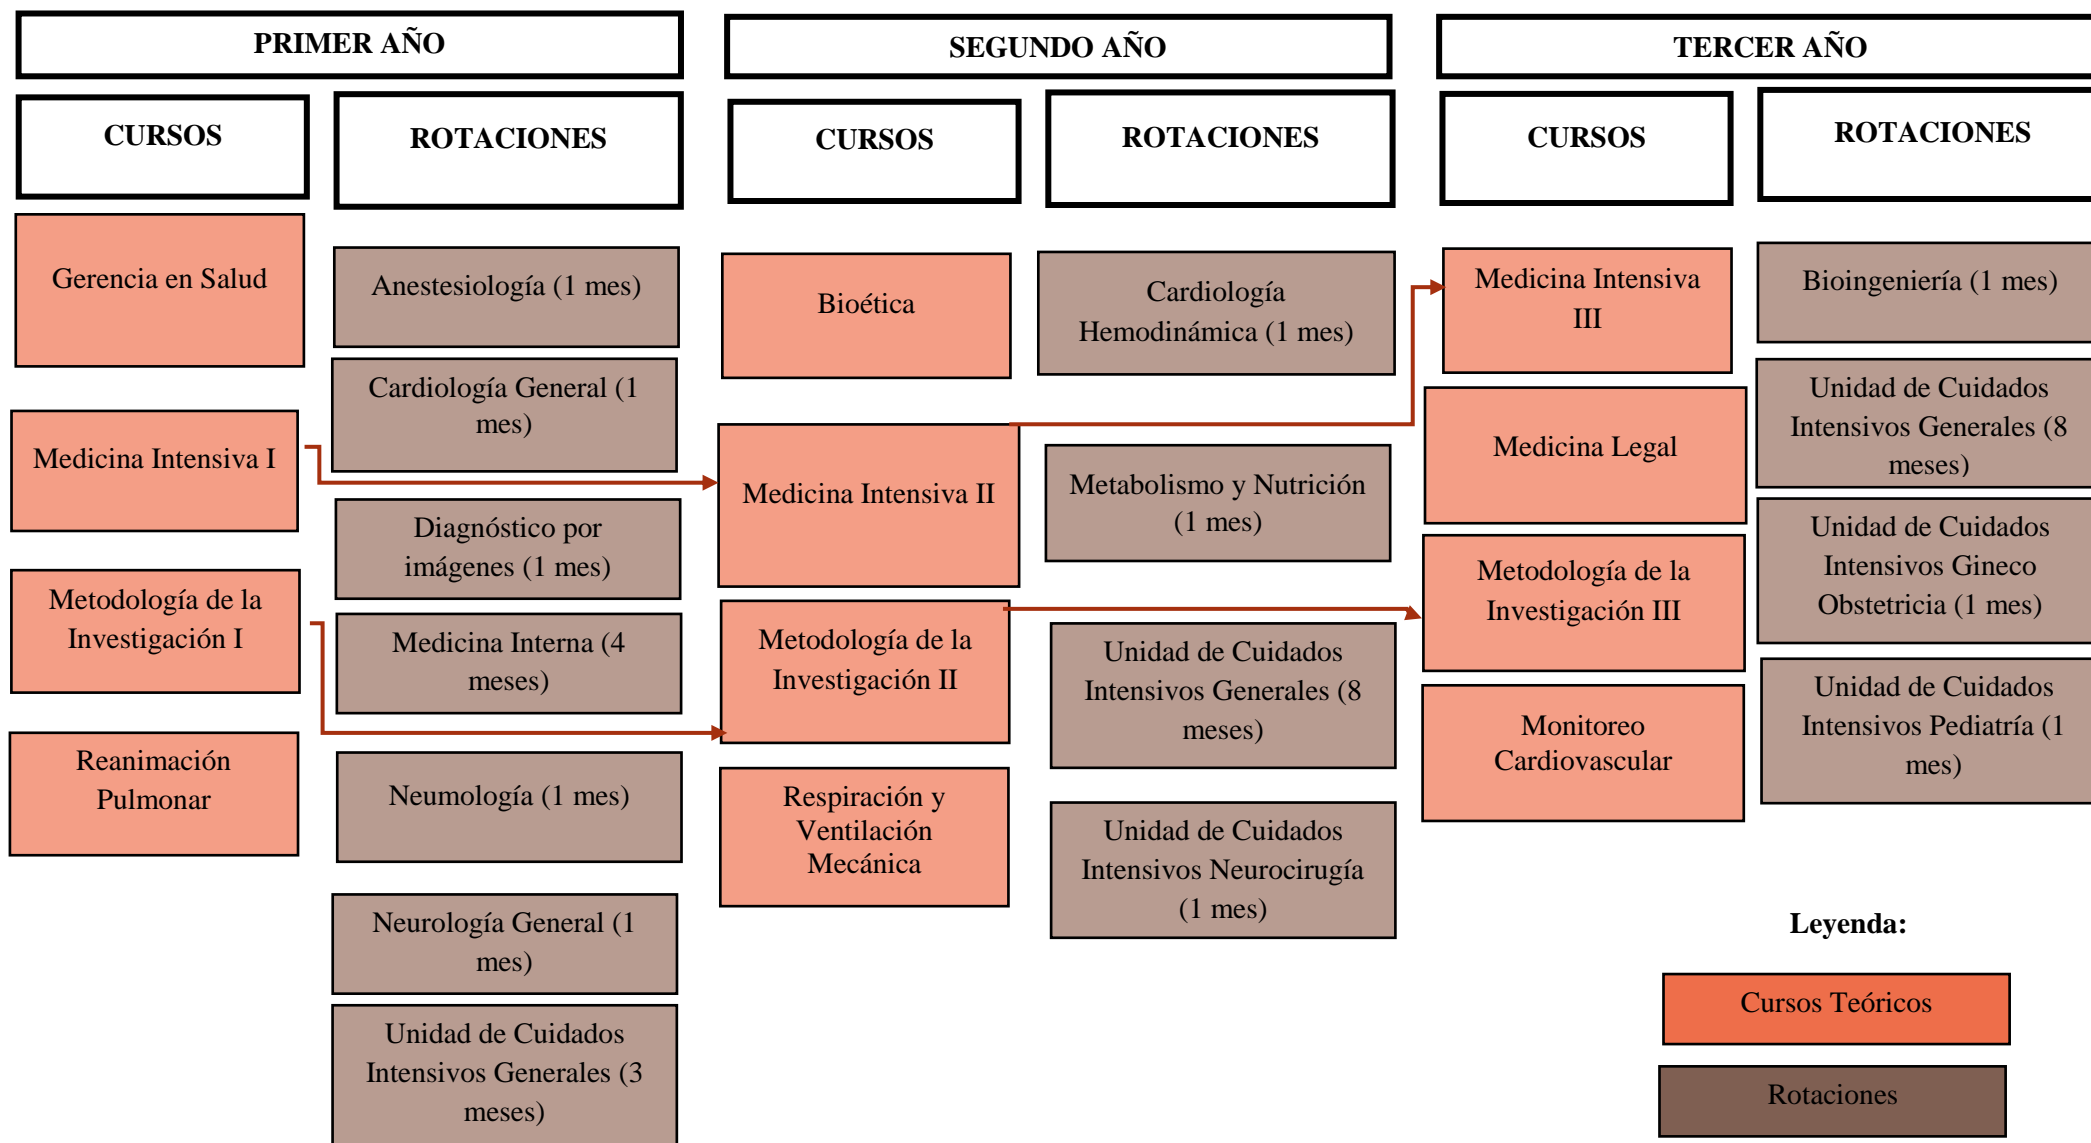 PRIMER AÑO
CURSOS
Gerencia en Salud
Medicina Intensiva I
Metodología de la
Investigación I
Reanimación
Pulmonar
ROTACIONES
Anestesiología (1 mes)
Cardiología General (1
mes)
Diagnóstico por
imágenes (1 mes)
Medicina Interna (4
meses)
Neumología (1 mes)
Neurología General (1
mes)
Unidad de Cuidados
Intensivos Generales (3
meses)
SEGUNDO AÑO
CURSOS
Bioética
Medicina Intensiva II
Metodología de la
Investigación II
Respiración y
Ventilación
Mecánica
ROTACIONES
Cardiología
Hemodinámica (1 mes)
Metabolismo y Nutrición
(1 mes)
Unidad de Cuidados
Intensivos Generales (8
meses)
Unidad de Cuidados
Intensivos Neurocirugía
(1 mes)
TERCER AÑO
CURSOS
Medicina Intensiva
III
Medicina Legal
Metodología de la
Investigación III
Monitoreo
Cardiovascular
ROTACIONES
Bioingeniería (1 mes)
Unidad de Cuidados
Intensivos Generales (8
meses)
Unidad de Cuidados
Intensivos Gineco
Obstetricia (1 mes)
Unidad de Cuidados
Intensivos Pediatría (1
mes)
Leyenda:
Cursos Teóricos
Rotaciones